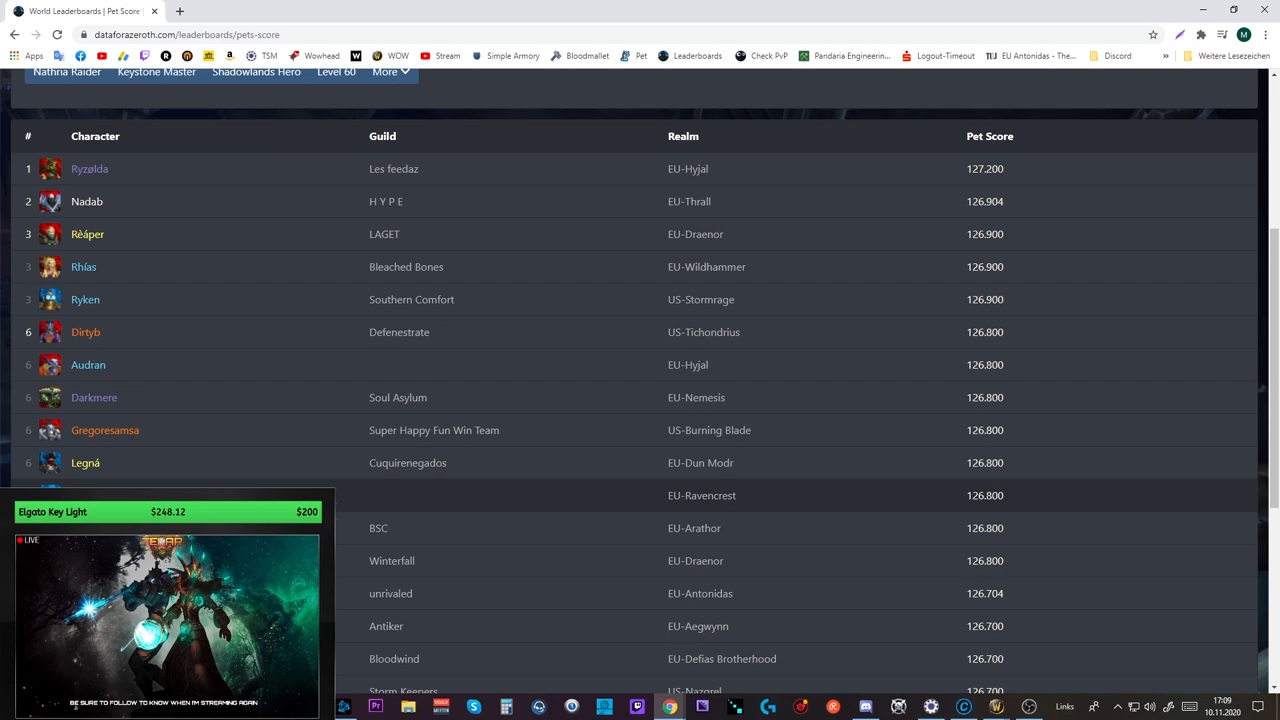 World Leaderboards | Pet Score |
dataforazeroth.com/leaderboards/pets-score
Apps TSM Wowhead WOW Stream Simple Armory Bloodmallet Pet Leaderboards Check PvP Pandaria Engineerin... Logout-Timeout EU Antonidas - The... Discord » Weitere Lesezeichen
Nathria Raider Keystone Master Shadowlands Hero Level 60 More
# Character Guild Realm Pet Score
1 Ryzølda Les feedaz EU-Hyjal 127.200
2 Nadab H Y P E EU-Thrall 126.904
3 Rèáper LAGET EU-Draenor 126.900
3 Rhías Bleached Bones EU-Wildhammer 126.900
3 Ryken Southern Comfort US-Stormrage 126.900
6 Dirtyb Defenestrate US-Tichondrius 126.800
6 Audran EU-Hyjal 126.800
6 Darkmere Soul Asylum EU-Nemesis 126.800
6 Gregoresamsa Super Happy Fun Win Team US-Burning Blade 126.800
6 Legná Cuquirenegados EU-Dun Modr 126.800
EU-Ravencrest 126.800
Elgato Key Light $248.12 $200
BSC EU-Arathor 126.800
LIVE
Winterfall EU-Draenor 126.800
unrivaled EU-Antonidas 126.704
Antiker EU-Aegwynn 126.700
Bloodwind EU-Defias Brotherhood 126.700
Storm Keepers US-Nazgrel 126.700
BE SURE TO FOLLOW TO KNOW WHEN I'M STREAMING AGAIN
Links 17:09
10.11.2020